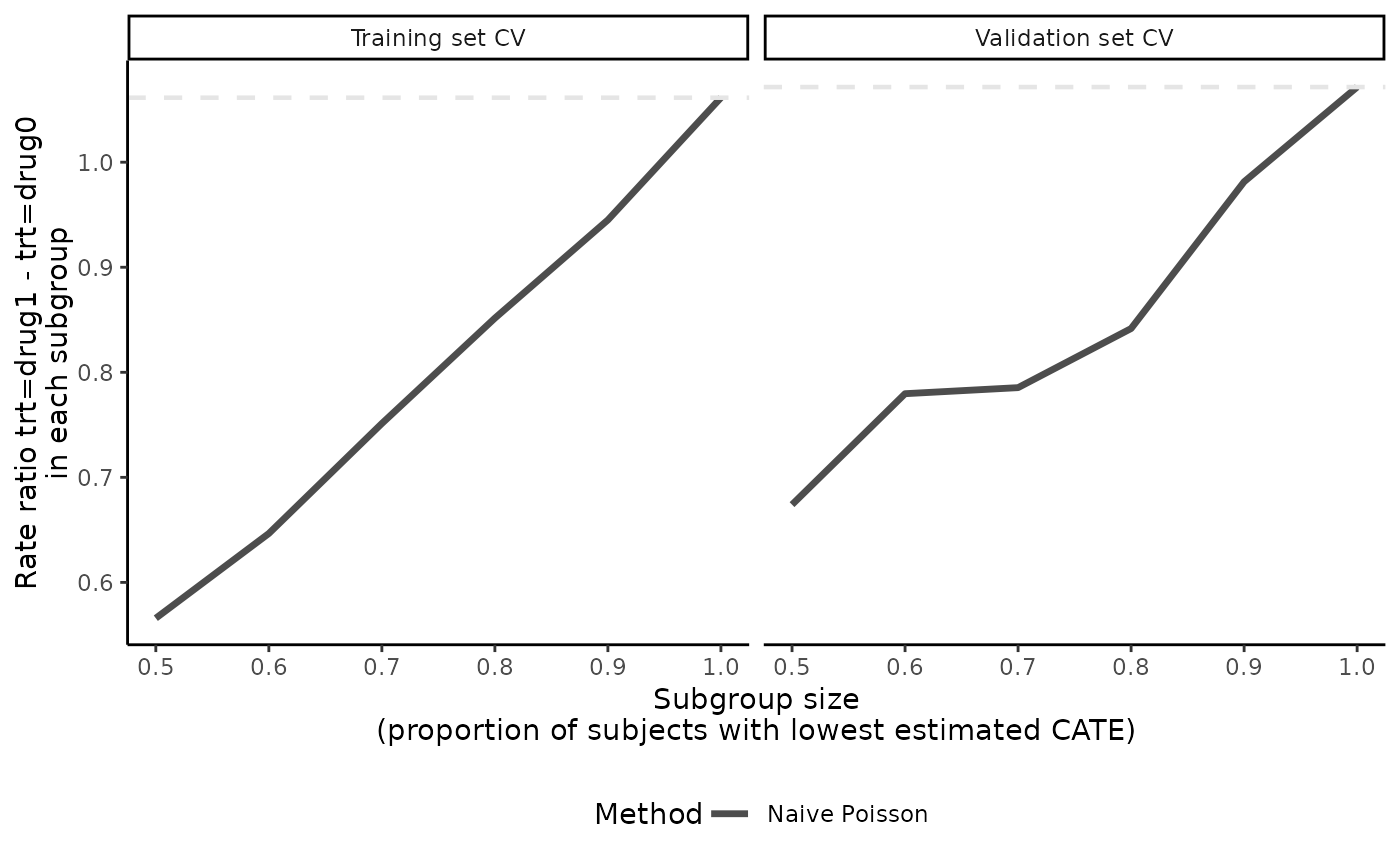 Training set CV
Validation set CV
Rate ratio trt=drug1 - trt=drug0
in each subgroup
1.0
0.9
0.8
0.7
0.6
0.5 0.6 0.7 0.8 0.9 1.0
0.5 0.6 0.7 0.8 0.9 1.0
Subgroup size
(proportion of subjects with lowest estimated CATE)
Method Naive Poisson